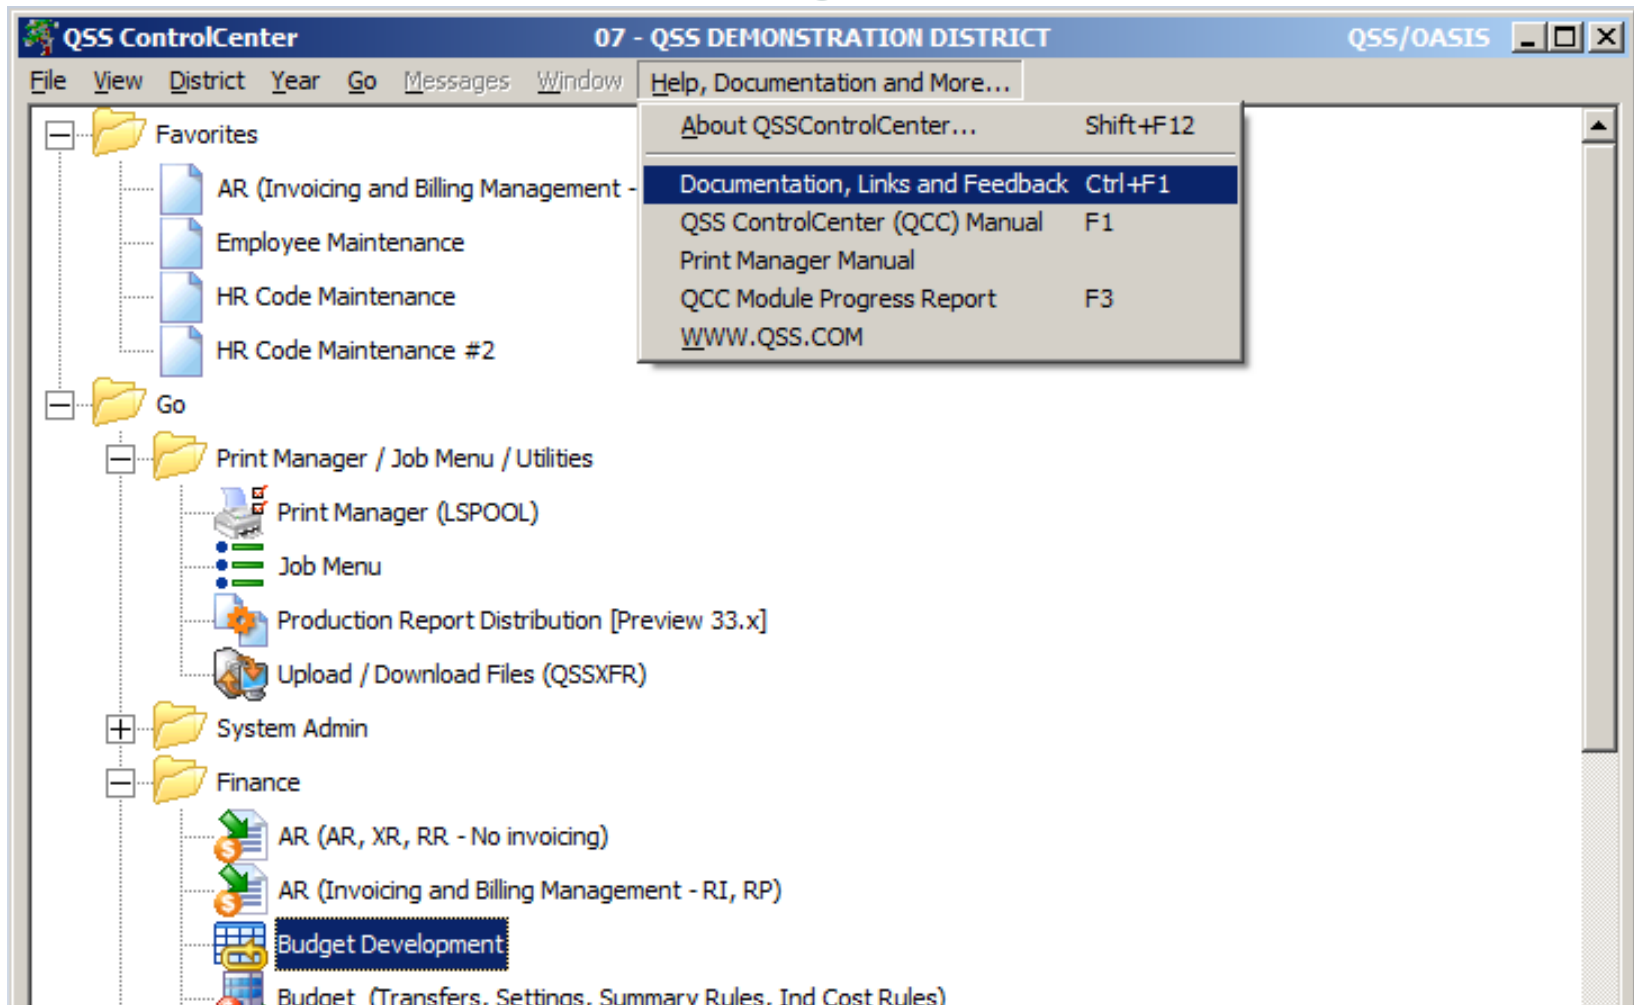 QSS ControlCenter 07 - QSS DEMONSTRATION DISTRICT QSS/OASIS
File View District Year Go Messages Window Help, Documentation and More...
About QSSControlCenter... Shift+F12
Documentation, Links and Feedback Ctrl+F1
QSS ControlCenter (QCC) Manual F1
Print Manager Manual
QCC Module Progress Report F3
WWW.QSS.COM
Favorites
AR (Invoicing and Billing Management -
Employee Maintenance
HR Code Maintenance
HR Code Maintenance #2
Go
Print Manager / Job Menu / Utilities
Print Manager (LSPOOL)
Job Menu
Production Report Distribution [Preview 33.x]
Upload / Download Files (QSSXFR)
System Admin
Finance
AR (AR, XR, RR - No invoicing)
AR (Invoicing and Billing Management - RI, RP)
Budget Development
Budget (Transfers, Settings, Summary Rules, Ind Cost Rules)